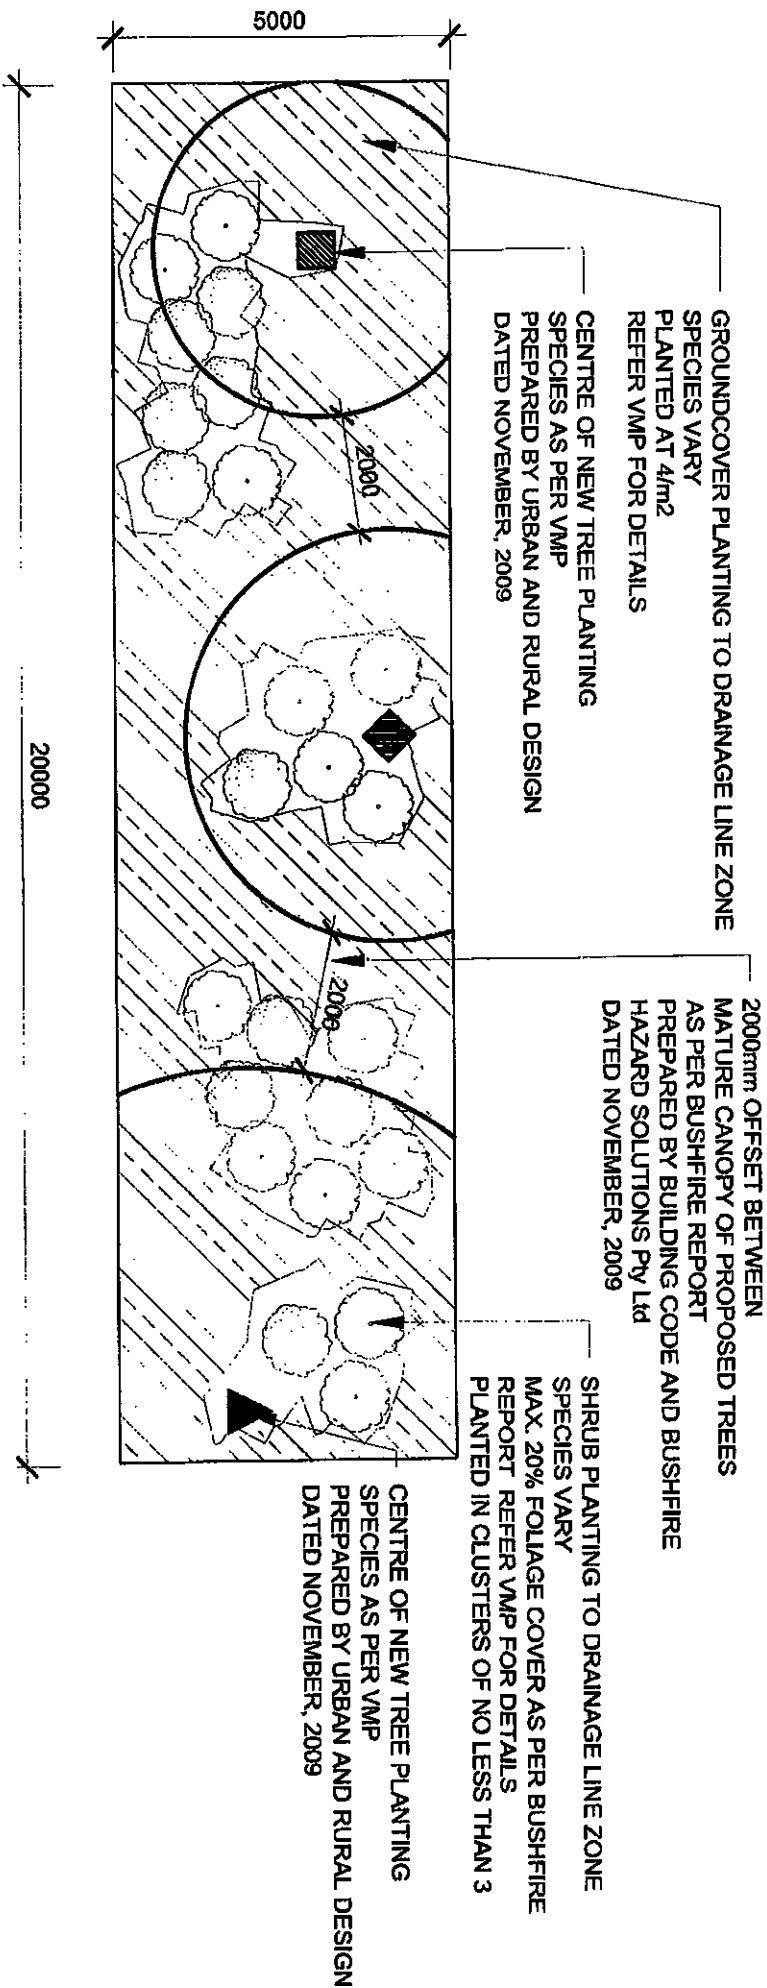 5000
20000
2000
2000
GROUNDCOVER PLANTING TO DRAINAGE LINE ZONE
SPECIES VARY
PLANTED AT 4/m2
REFER VMP FOR DETAILS
CENTRE OF NEW TREE PLANTING
SPECIES AS PER VMP
PREPARED BY URBAN AND RURAL DESIGN
DATED NOVEMBER, 2009
2000mm OFFSET BETWEEN
MATURE CANOPY OF PROPOSED TREES
AS PER BUSHFIRE REPORT
PREPARED BY BUILDING CODE AND BUSHFIRE
HAZARD SOLUTIONS Pty Ltd
DATED NOVEMBER, 2009
SHRUB PLANTING TO DRAINAGE LINE ZONE
SPECIES VARY
MAX. 20% FOLIAGE COVER AS PER BUSHFIRE
REPORT REFER VMP FOR DETAILS
PLANTED IN CLUSTERS OF NO LESS THAN 3
CENTRE OF NEW TREE PLANTING
SPECIES AS PER VMP
PREPARED BY URBAN AND RURAL DESIGN
DATED NOVEMBER, 2009